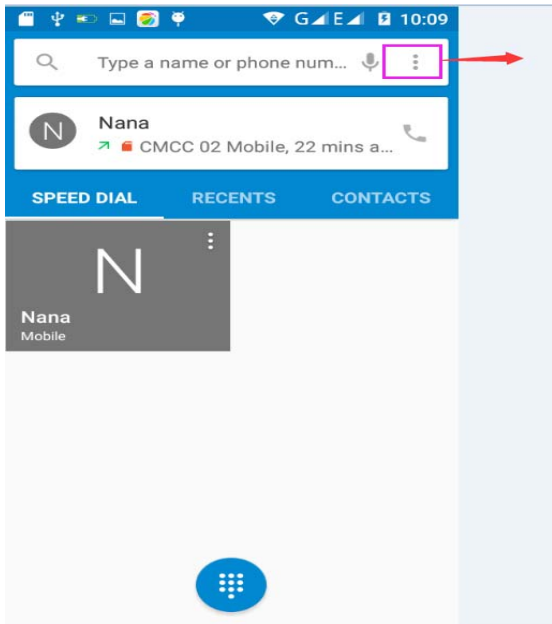 G E 10:09
Type a name or phone num...
N
Nana
CMCC 02 Mobile, 22 mins a...
SPEED DIAL RECENTS CONTACTS
N
Nana
Mobile